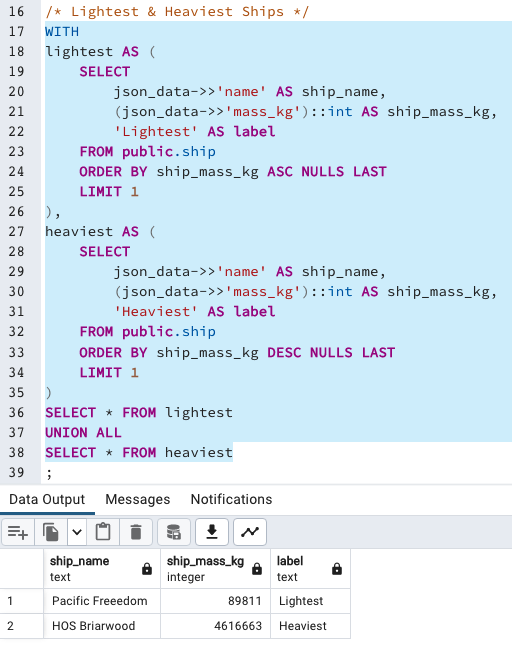 16 /* Lightest & Heaviest Ships */
17 WITH
18 lightest AS (
19     SELECT
20         json_data->>'name' AS ship_name,
21         (json_data->>'mass_kg')::int AS ship_mass_kg,
22         'Lightest' AS label
23     FROM public.ship
24     ORDER BY ship_mass_kg ASC NULLS LAST
25     LIMIT 1
26 ),
27 heaviest AS (
28     SELECT
29         json_data->>'name' AS ship_name,
30         (json_data->>'mass_kg')::int AS ship_mass_kg,
31         'Heaviest' AS label
32     FROM public.ship
33     ORDER BY ship_mass_kg DESC NULLS LAST
34     LIMIT 1
35 )
36 SELECT * FROM lightest
37 UNION ALL
38 SELECT * FROM heaviest
39 ;
Data Output Messages Notifications
ship_name ship_mass_kg label
text integer text
1 Pacific Freeedom 89811 Lightest
2 HOS Briarwood 4616663 Heaviest